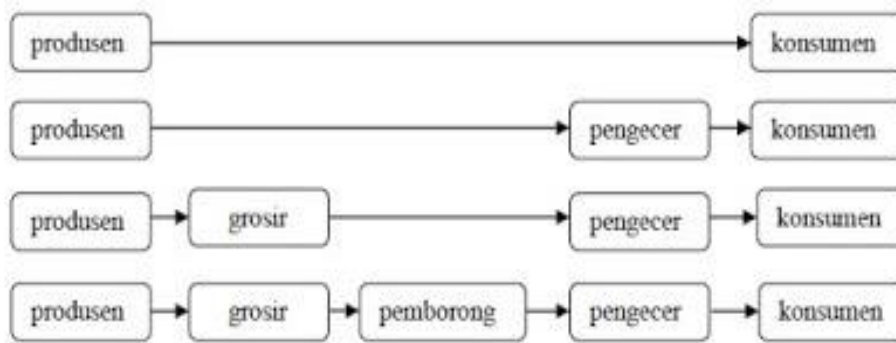 produsen konsumen
produsen pengecer konsumen
produsen grosir pengecer konsumen
produsen grosir pemborong pengecer konsumen